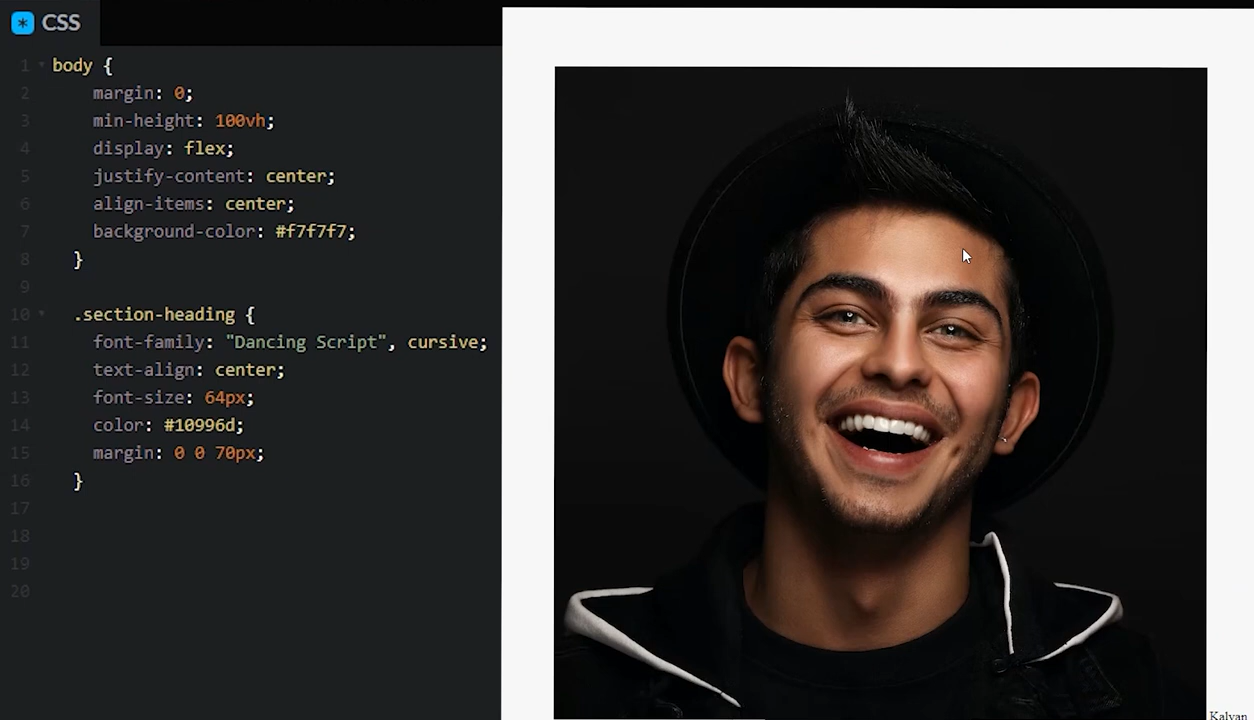 CSS
1 body {
2 margin: 0;
3 min-height: 100vh;
4 display: flex;
5 justify-content: center;
6 align-items: center;
7 background-color: #f7f7f7;
8 }
9
10 .section-heading {
11 font-family: "Dancing Script", cursive;
12 text-align: center;
13 font-size: 64px;
14 color: #10996d;
15 margin: 0 0 70px;
16 }
17
18
19
20
Kalvan